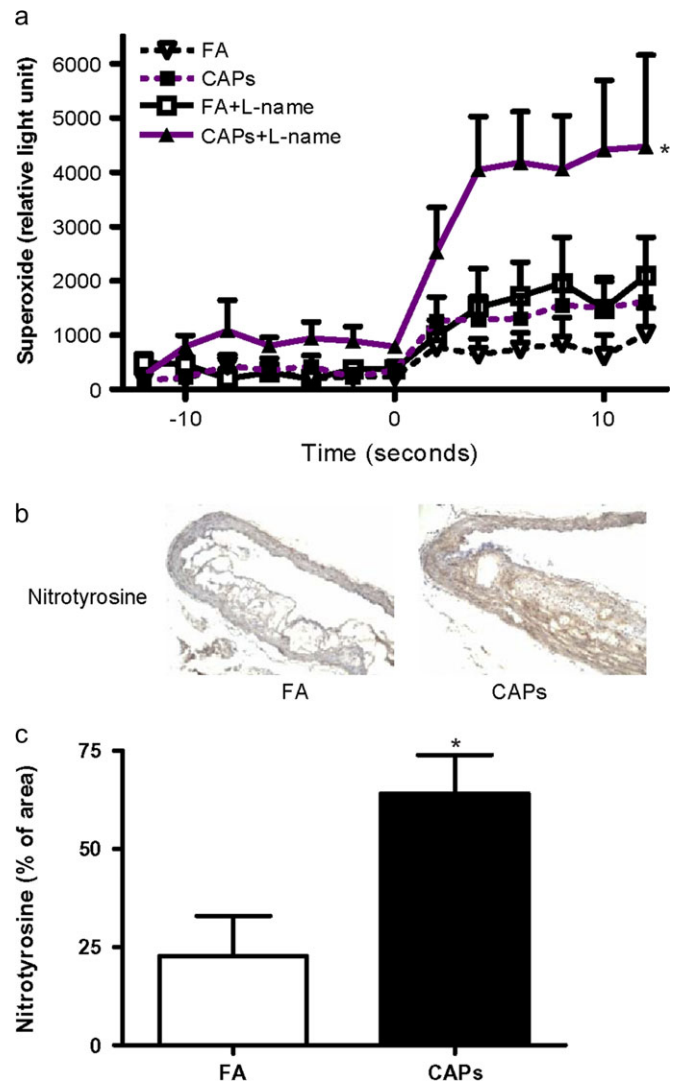 a
FA
CAPs
FA+L-name
CAPs+L-name
Superoxide (relative light unit)
6000
5000
4000
3000
2000
1000
0
*
-10
0
10
Time (seconds)
b
Nitrotyrosine
FA
CAPs
c
Nitrotyrosine (% of area)
75
50
25
0
*
FA
CAPs